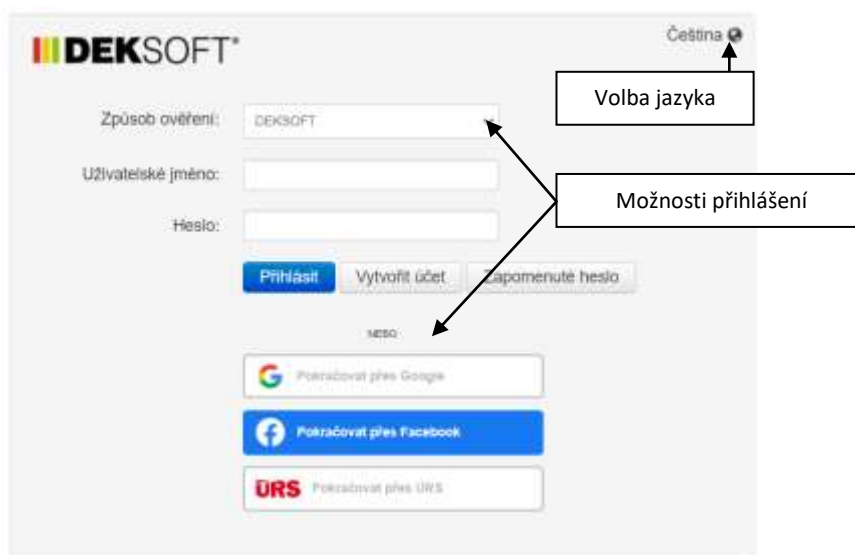 DEKSOFT®
Čeština
Volba jazyka
Způsob ověření:
DEKSOFT
Uživatelské jméno:
Možnosti přihlášení
Heslo:
Přihlásit
Vytvořit účet
Zapomenuté heslo
NEBO
Pokračovat přes Google
Pokračovat přes Facebook
ÚRS Pokračovat přes ÚRS